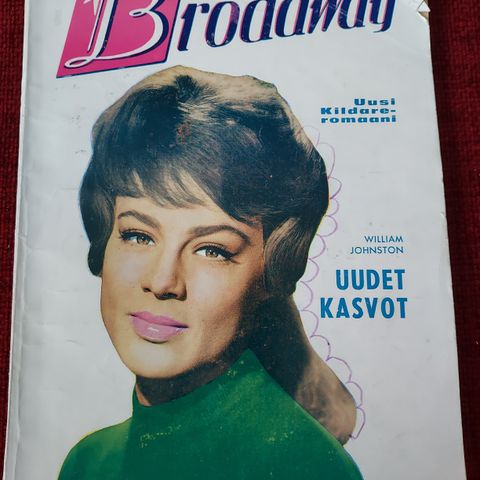 Broadway
Uusi
Kildare-
romaani
WILLIAM
JOHNSTON
UUDET
KASVOT